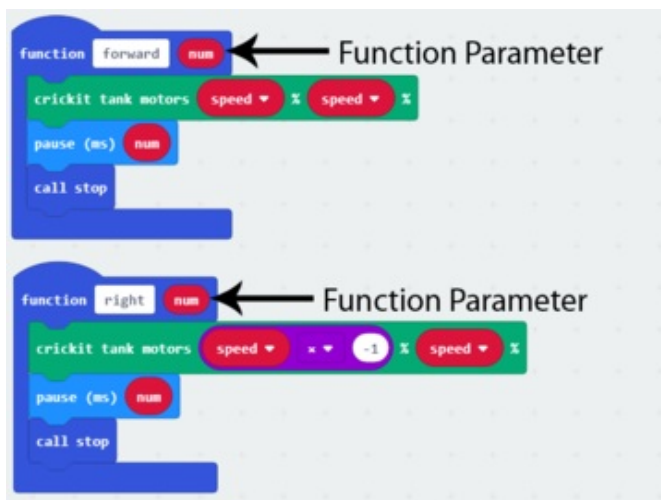 function forward num Function Parameter
crickit tank motors speed % speed %
pause (ms) num
call stop
function right num Function Parameter
crickit tank motors speed × -1 % speed %
pause (ms) num
call stop